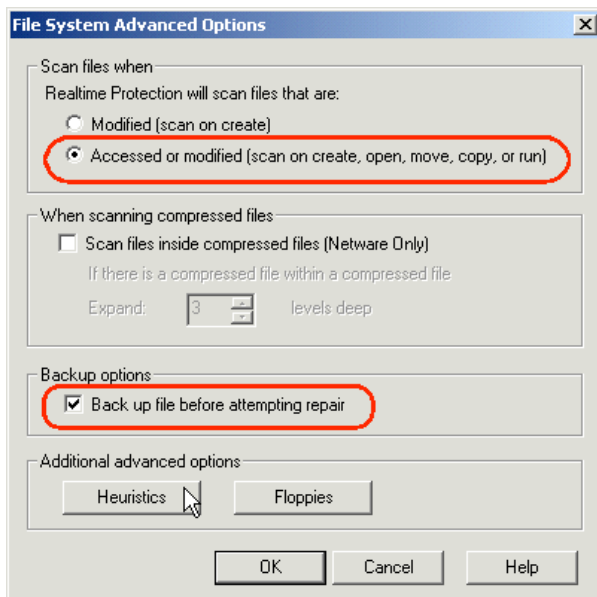 File System Advanced Options
Scan files when
Realtime Protection will scan files that are:
Modified (scan on create)
Accessed or modified (scan on create, open, move, copy, or run)
When scanning compressed files
Scan files inside compressed files (Netware Only)
If there is a compressed file within a compressed file
Expand: 3 levels deep
Backup options
Back up file before attempting repair
Additional advanced options
Heuristics Floppies
OK Cancel Help